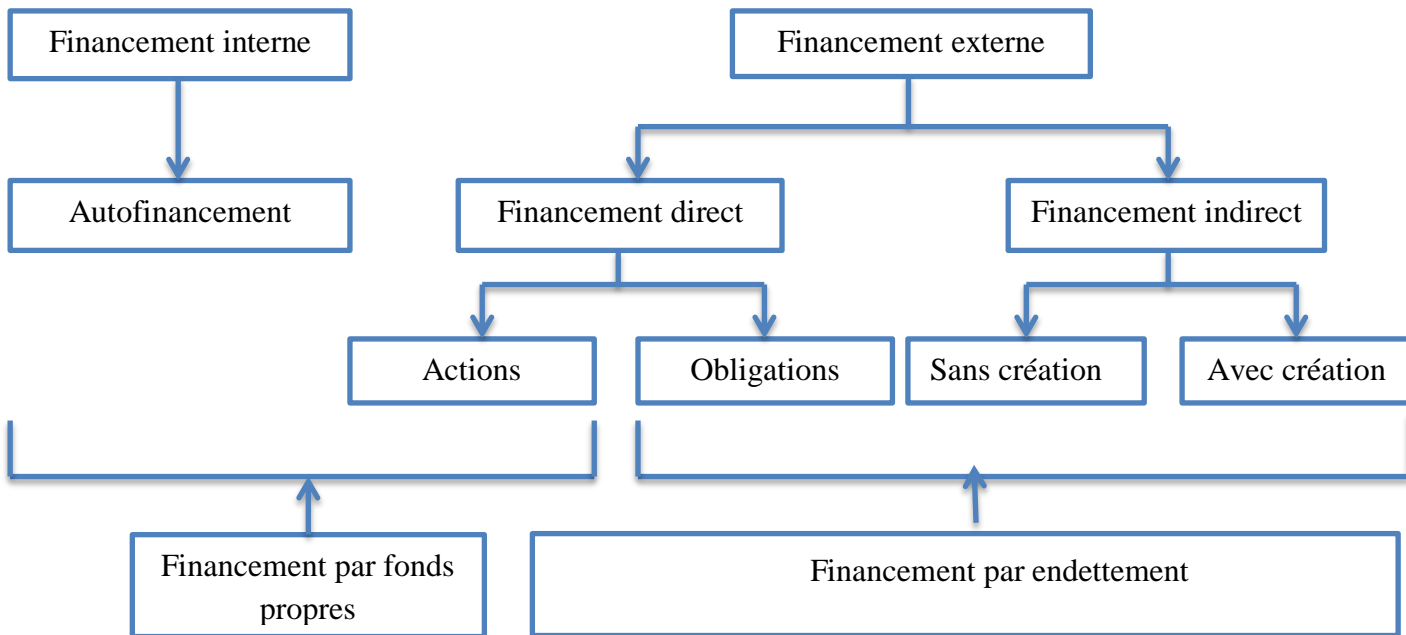 Financement interne
Financement externe
Autofinancement
Financement direct
Financement indirect
Actions
Obligations
Sans création
Avec création
Financement par fonds
propres
Financement par endettement